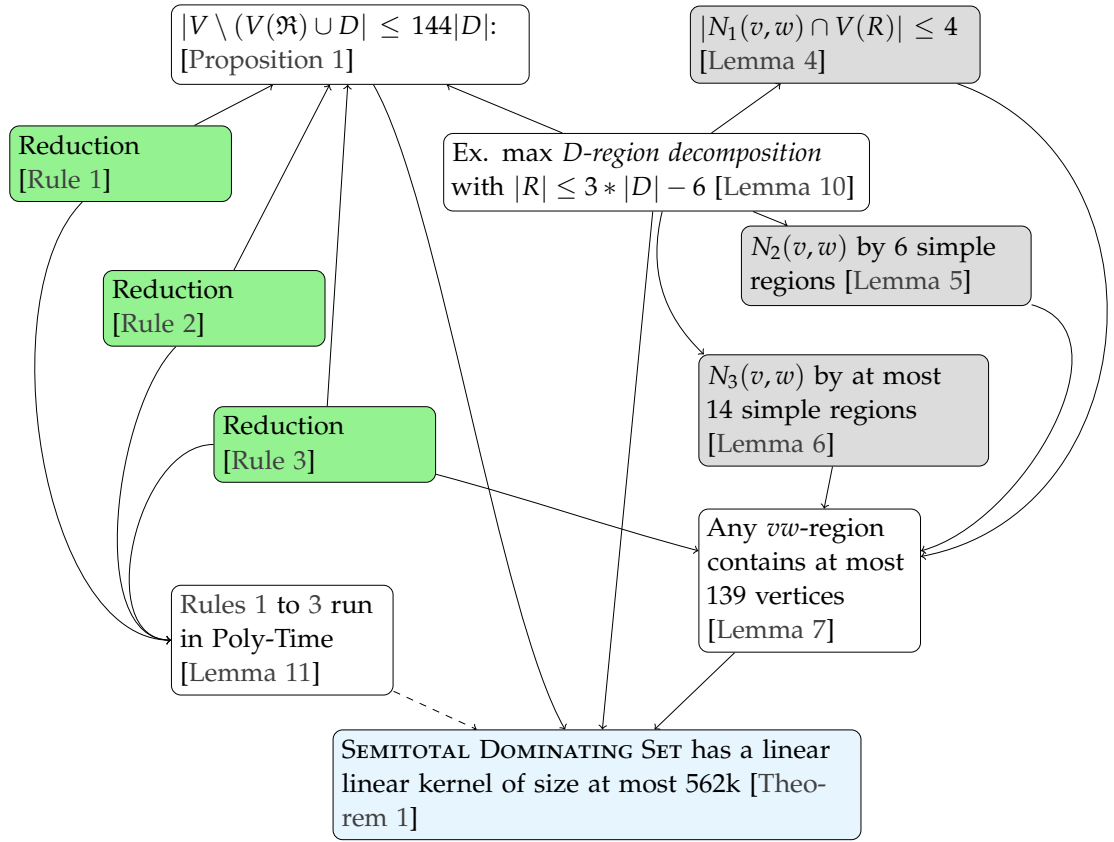 |V \ (V(ℜ) ∪ D| ≤ 144|D|:
[Proposition 1]
|N₁(v, w) ∩ V(R)| ≤ 4
[Lemma 4]
Reduction
[Rule 1]
Ex. max D-region decomposition
with |R| ≤ 3 ∗ |D| − 6 [Lemma 10]
N₂(v, w) by 6 simple
regions [Lemma 5]
Reduction
[Rule 2]
N₃(v, w) by at most
14 simple regions
[Lemma 6]
Reduction
[Rule 3]
Any vw-region
contains at most
139 vertices
[Lemma 7]
Rules 1 to 3 run
in Poly-Time
[Lemma 11]
SEMITOTAL DOMINATING SET has a linear
linear kernel of size at most 562k [Theo-
rem 1]